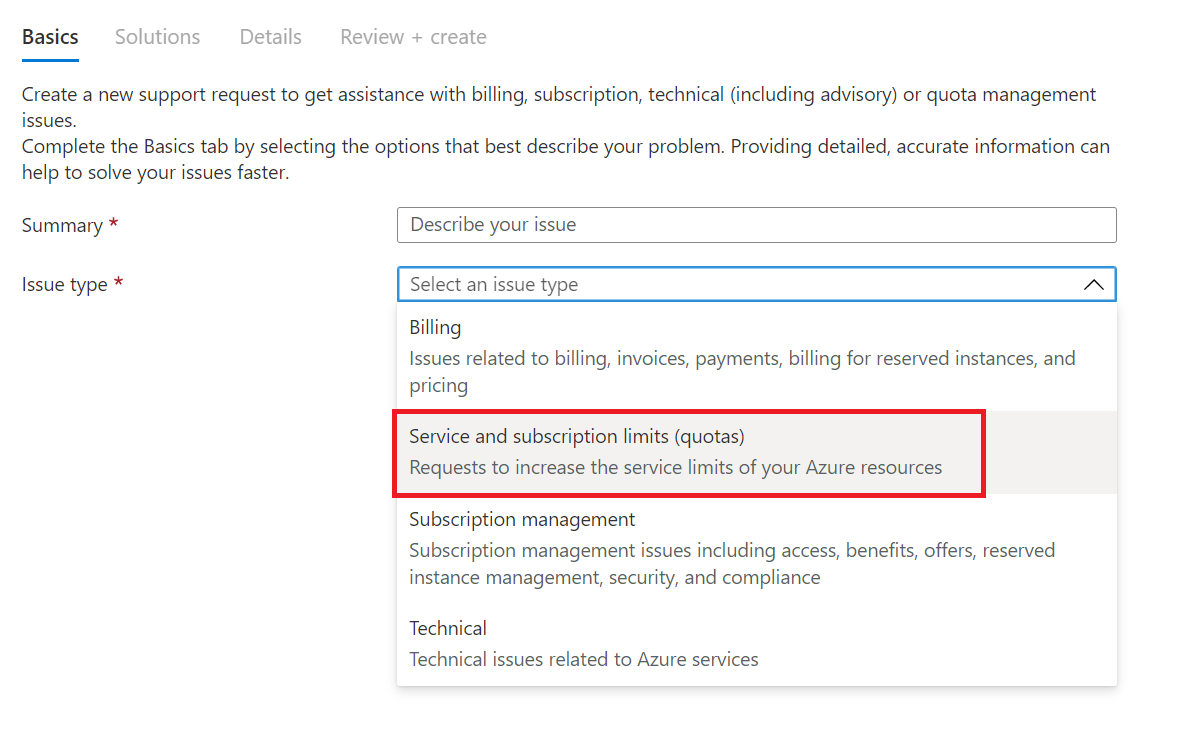 Basics Solutions Details Review + create
Create a new support request to get assistance with billing, subscription, technical (including advisory) or quota management
issues.
Complete the Basics tab by selecting the options that best describe your problem. Providing detailed, accurate information can
help to solve your issues faster.
Summary * Describe your issue
Issue type * Select an issue type
Billing
Issues related to billing, invoices, payments, billing for reserved instances, and
pricing
Service and subscription limits (quotas)
Requests to increase the service limits of your Azure resources
Subscription management
Subscription management issues including access, benefits, offers, reserved
instance management, security, and compliance
Technical
Technical issues related to Azure services